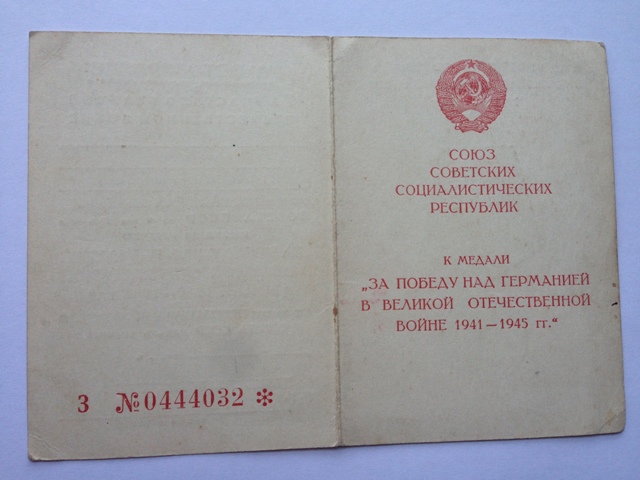 З №0444032 *
СОЮЗ
СОВЕТСКИХ
СОЦИАЛИСТИЧЕСКИХ
РЕСПУБЛИК
К МЕДАЛИ
„ЗА ПОБЕДУ НАД ГЕРМАНИЕЙ
В ВЕЛИКОЙ ОТЕЧЕСТВЕННОЙ
ВОЙНЕ 1941—1945 гг.“